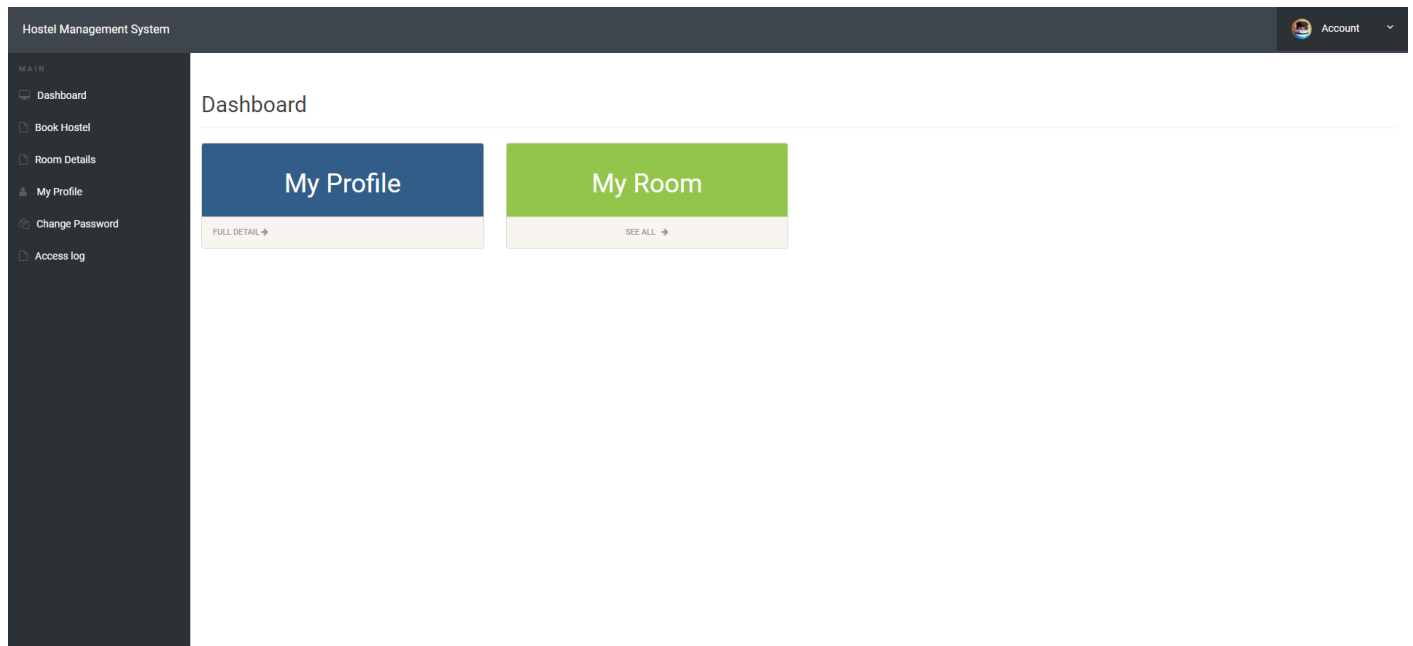 Hostel Management System
Account
MAIN
Dashboard
Book Hostel
Room Details
My Profile
Change Password
Access log
Dashboard
My Profile
FULL DETAIL
My Room
SEE ALL